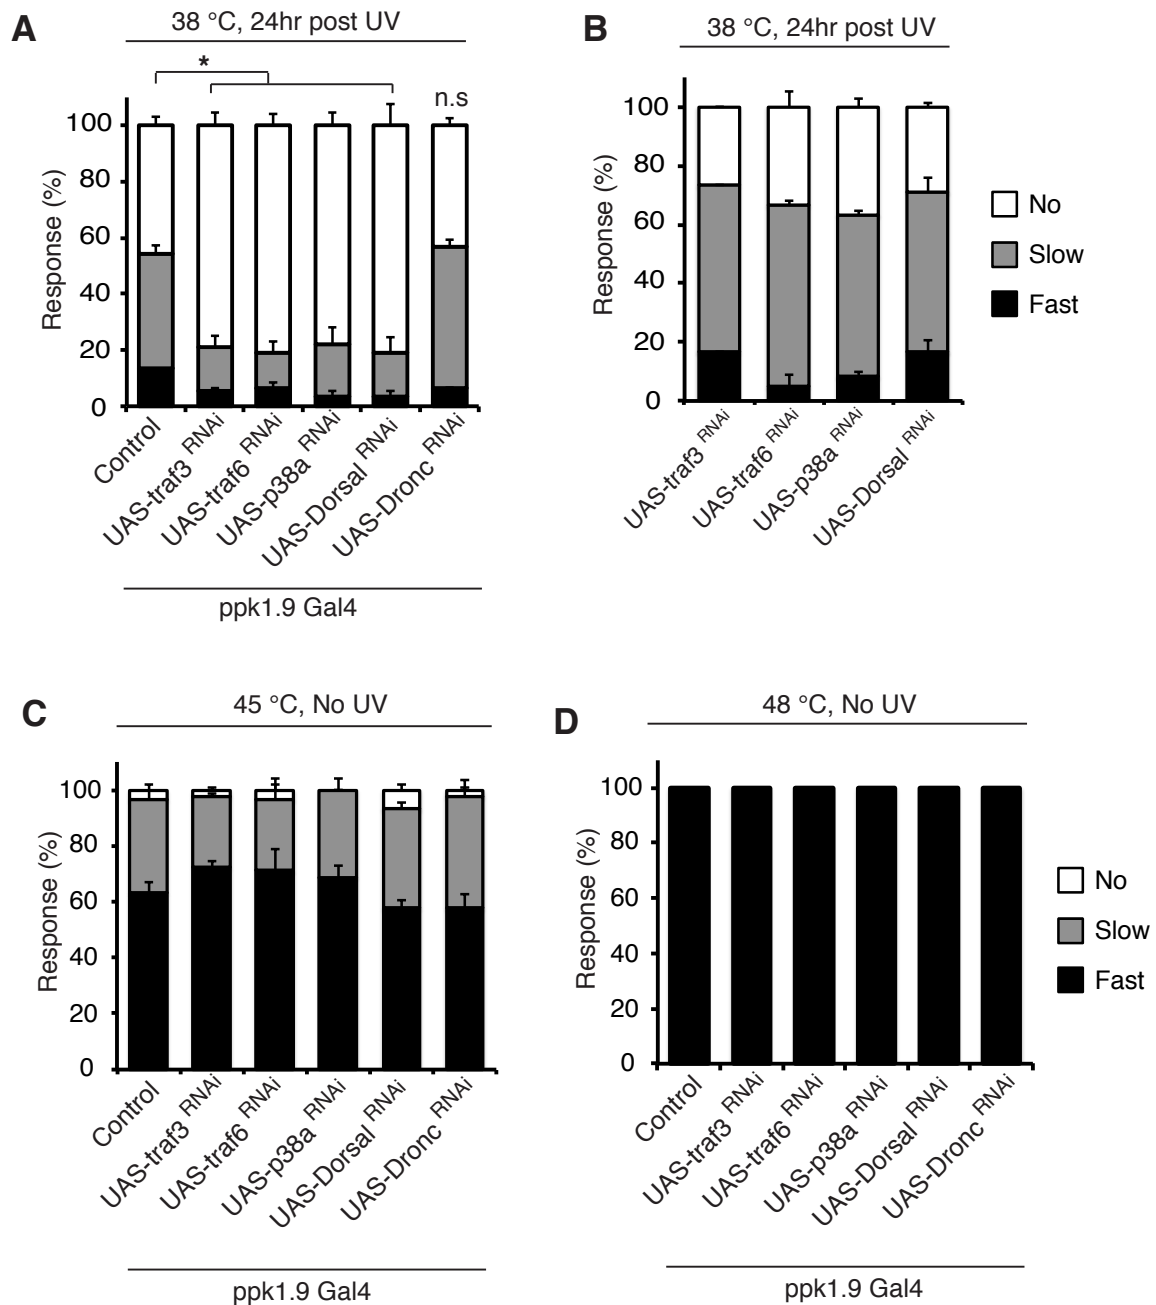 A
38 °C, 24hr post UV
*
n.s
Response (%)
100
80
60
40
20
0
Control
UAS-traf3 RNAi
UAS-traf6 RNAi
UAS-p38a RNAi
UAS-Dorsal RNAi
UAS-Dronc RNAi
ppk1.9 Gal4
B
38 °C, 24hr post UV
Response (%)
100
80
60
40
20
0
UAS-traf3 RNAi
UAS-traf6 RNAi
UAS-p38a RNAi
UAS-Dorsal RNAi
No
Slow
Fast
C
45 °C, No UV
Response (%)
100
80
60
40
20
0
Control
UAS-traf3 RNAi
UAS-traf6 RNAi
UAS-p38a RNAi
UAS-Dorsal RNAi
UAS-Dronc RNAi
ppk1.9 Gal4
D
48 °C, No UV
Response (%)
100
80
60
40
20
0
Control
UAS-traf3 RNAi
UAS-traf6 RNAi
UAS-p38a RNAi
UAS-Dorsal RNAi
UAS-Dronc RNAi
ppk1.9 Gal4
No
Slow
Fast